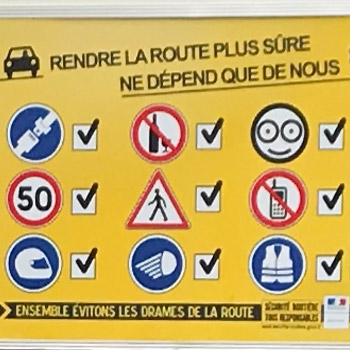 RENDRE LA ROUTE PLUS SÛRE
NE DÉPEND QUE DE NOUS
50
ENSEMBLE ÉVITONS LES DRAMES DE LA ROUTE
SÉCURITÉ ROUTIÈRE
TOUS RESPONSABLES